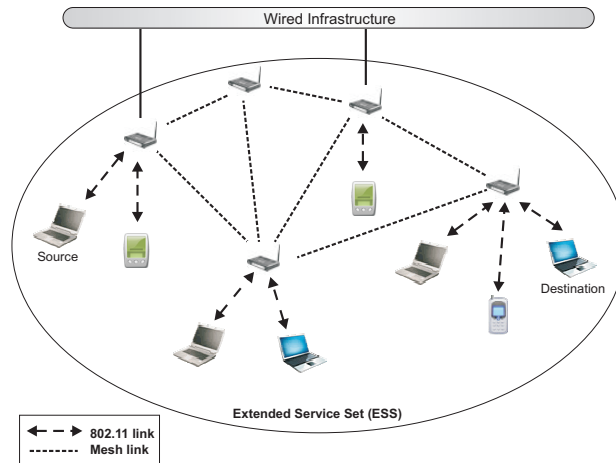 Wired Infrastructure
Source
Destination
Extended Service Set (ESS)
802.11 link
Mesh link